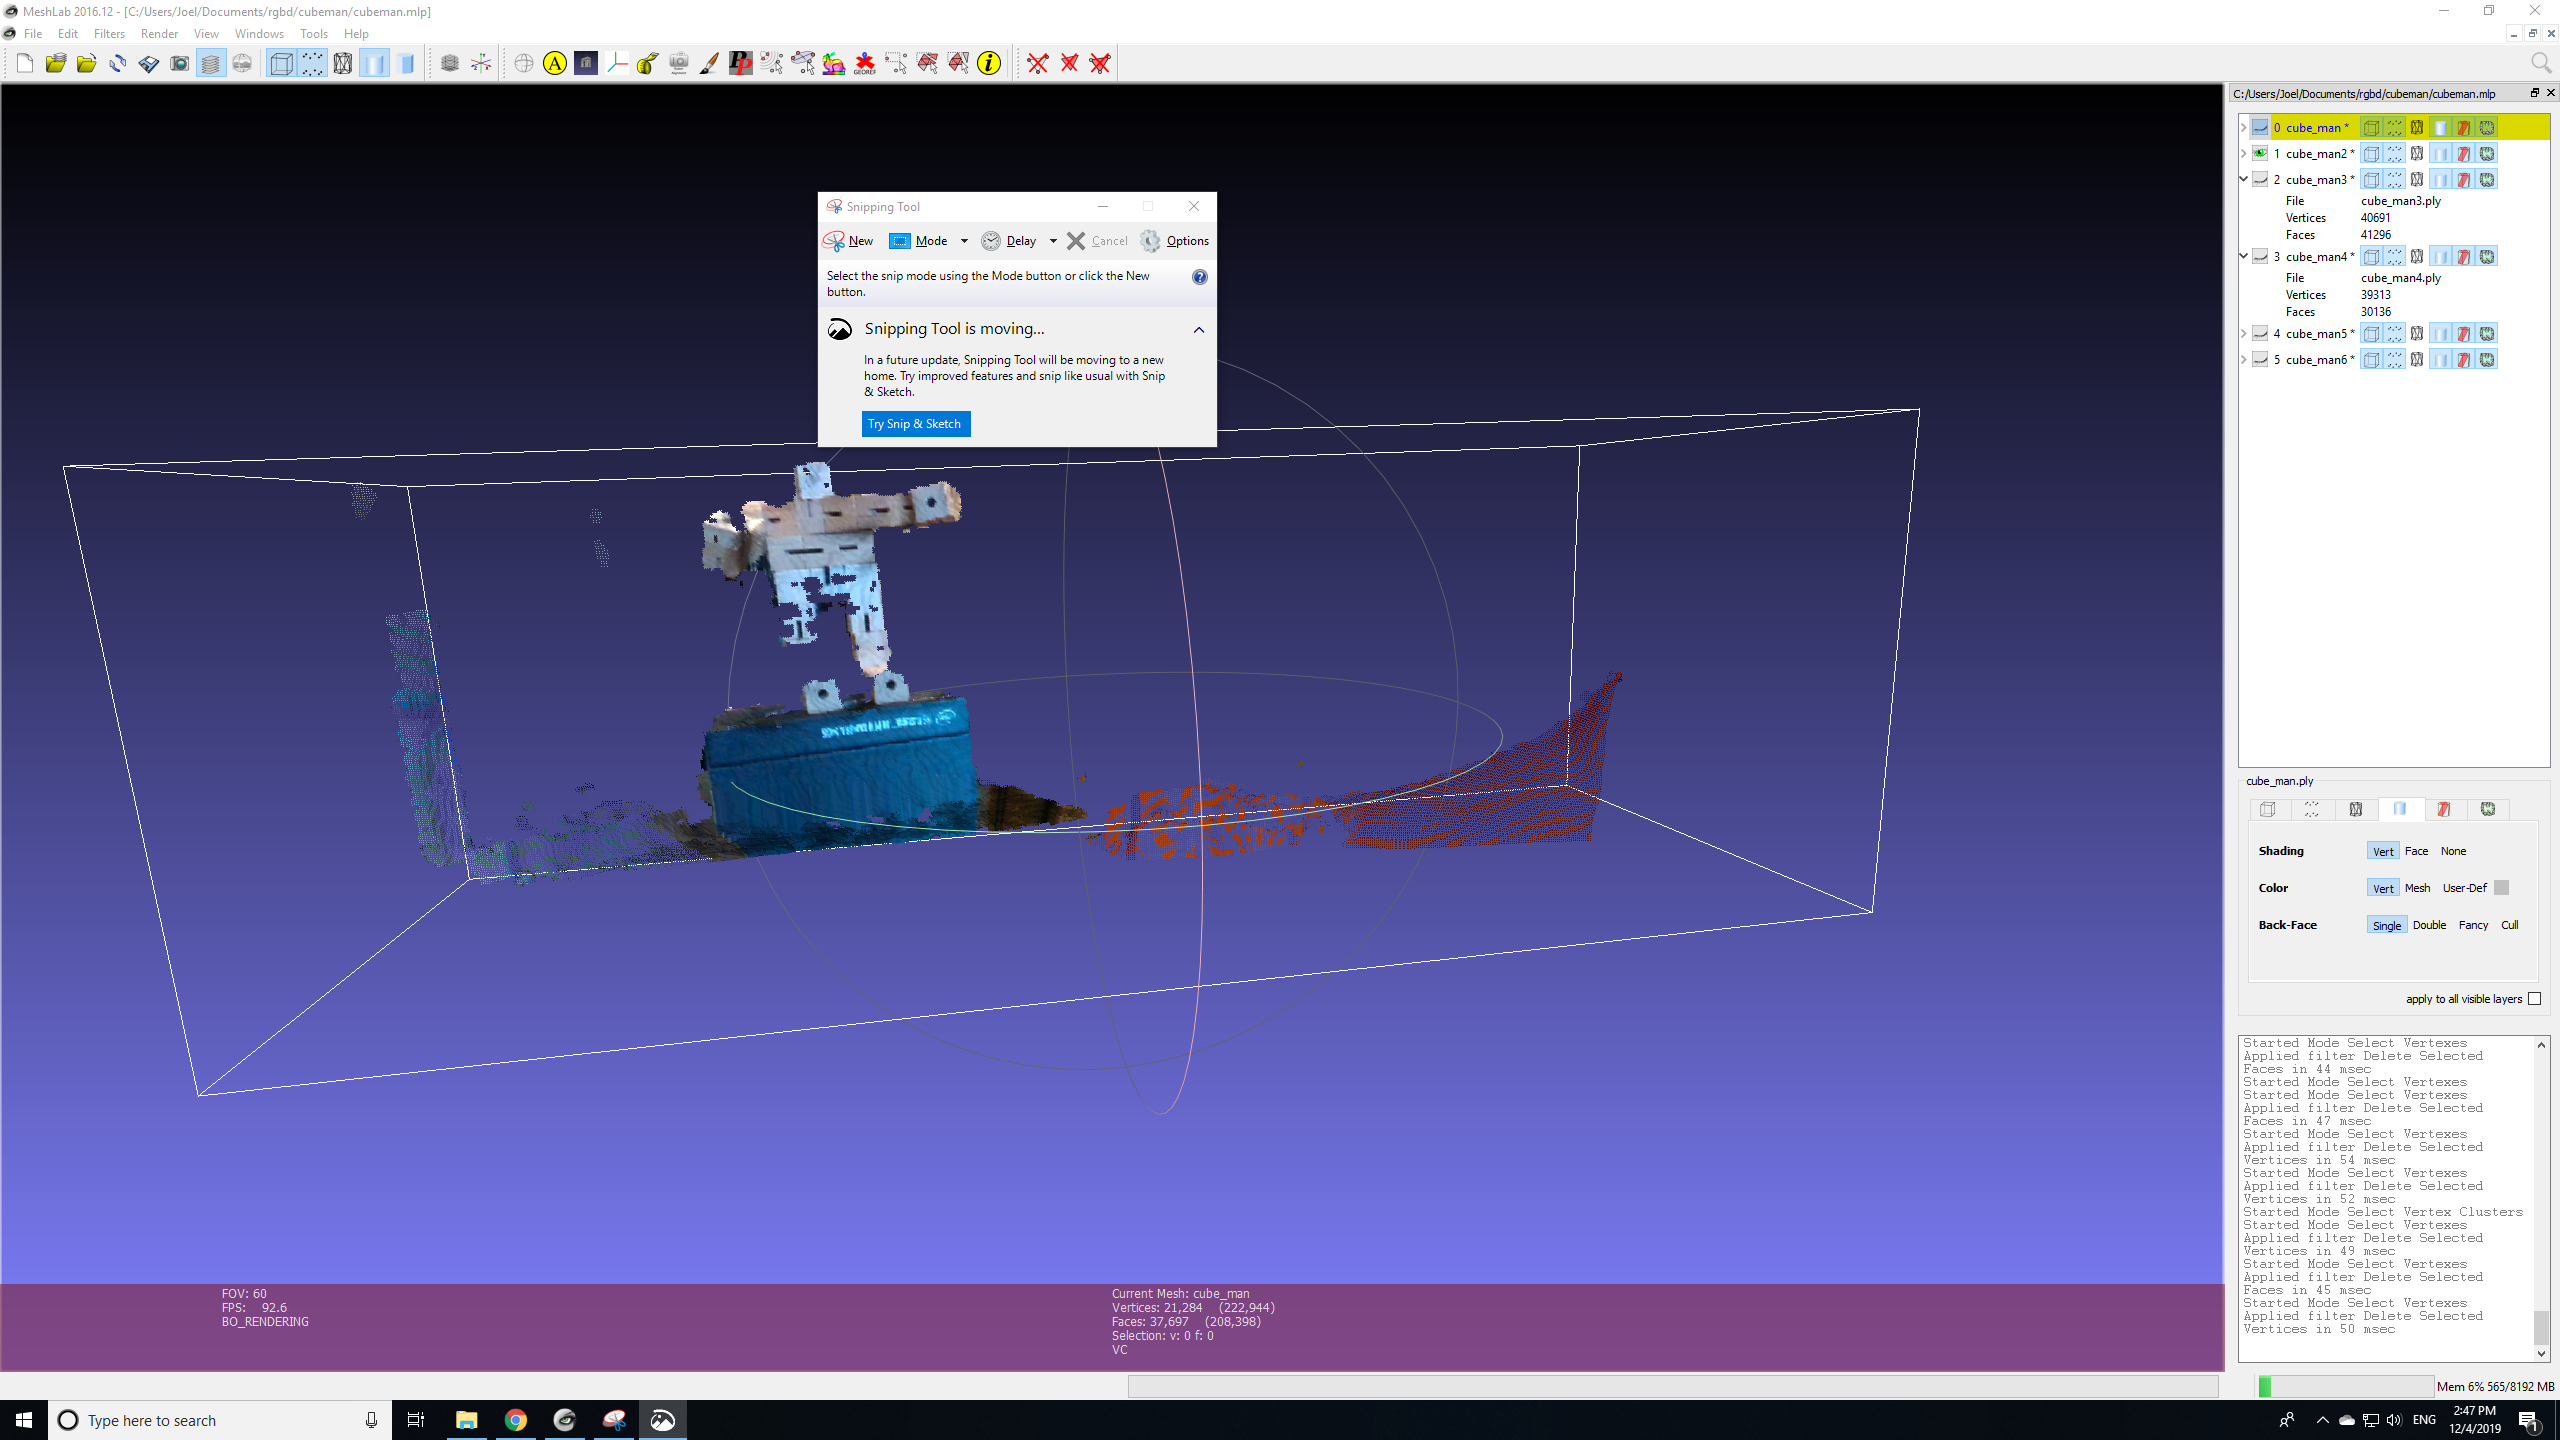 MeshLab 2016.12 - [C:/Users/Joel/Documents/rgbd/cubeman/cubeman.mlp]
File Edit Filters Render View Windows Tools Help
A
GEOREF
C:/Users/Joel/Documents/rgbd/cubeman/cubeman.mlp
0 cube_man *
1 cube_man2 *
2 cube_man3 *
File cube_man3.ply
Vertices 40691
Faces 41296
3 cube_man4 *
File cube_man4.ply
Vertices 39313
Faces 30136
4 cube_man5 *
5 cube_man6 *
Snipping Tool
New Mode Delay Cancel Options
Select the snip mode using the Mode button or click the New
button.
Snipping Tool is moving...
In a future update, Snipping Tool will be moving to a new
home. Try improved features and snip like usual with Snip
& Sketch.
Try Snip & Sketch
cube_man.ply
Shading Vert Face None
Color Vert Mesh User-Def
Back-Face Single Double Fancy Cull
apply to all visible layers
Started Mode Select Vertexes
Applied filter Delete Selected
Faces in 44 msec
Started Mode Select Vertexes
Started Mode Select Vertexes
Applied filter Delete Selected
Faces in 47 msec
Started Mode Select Vertexes
Applied filter Delete Selected
Vertices in 54 msec
Started Mode Select Vertexes
Applied filter Delete Selected
Vertices in 52 msec
Started Mode Select Vertex Clusters
Started Mode Select Vertexes
Applied filter Delete Selected
Vertices in 49 msec
Started Mode Select Vertexes
Applied filter Delete Selected
Faces in 45 msec
Started Mode Select Vertexes
Applied filter Delete Selected
Vertices in 50 msec
FOV: 60
FPS: 92.6
BO_RENDERING
Current Mesh: cube_man
Vertices: 21,284 (222,944)
Faces: 37,697 (208,398)
Selection: v: 0 f: 0
VC
Mem 6% 565/8192 MB
Type here to search
ENG
2:47 PM
12/4/2019
1